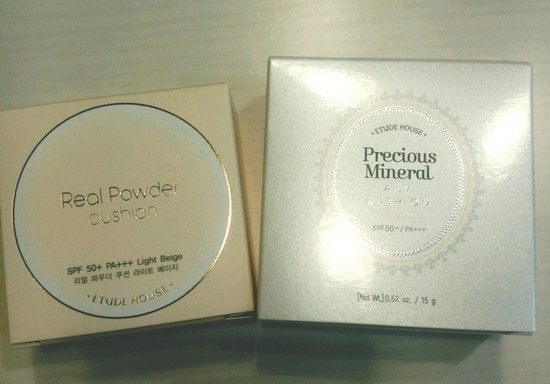 Real Powder
cushion
SPF 50+ PA+++ Light Beige
리얼 파우더 쿠션 라이트 베이지
• ETUDE HOUSE •
• ETUDE HOUSE •
Precious
Mineral
SPF50+ / PA+++
[Net Wt.] 0.52 oz. / 15 g